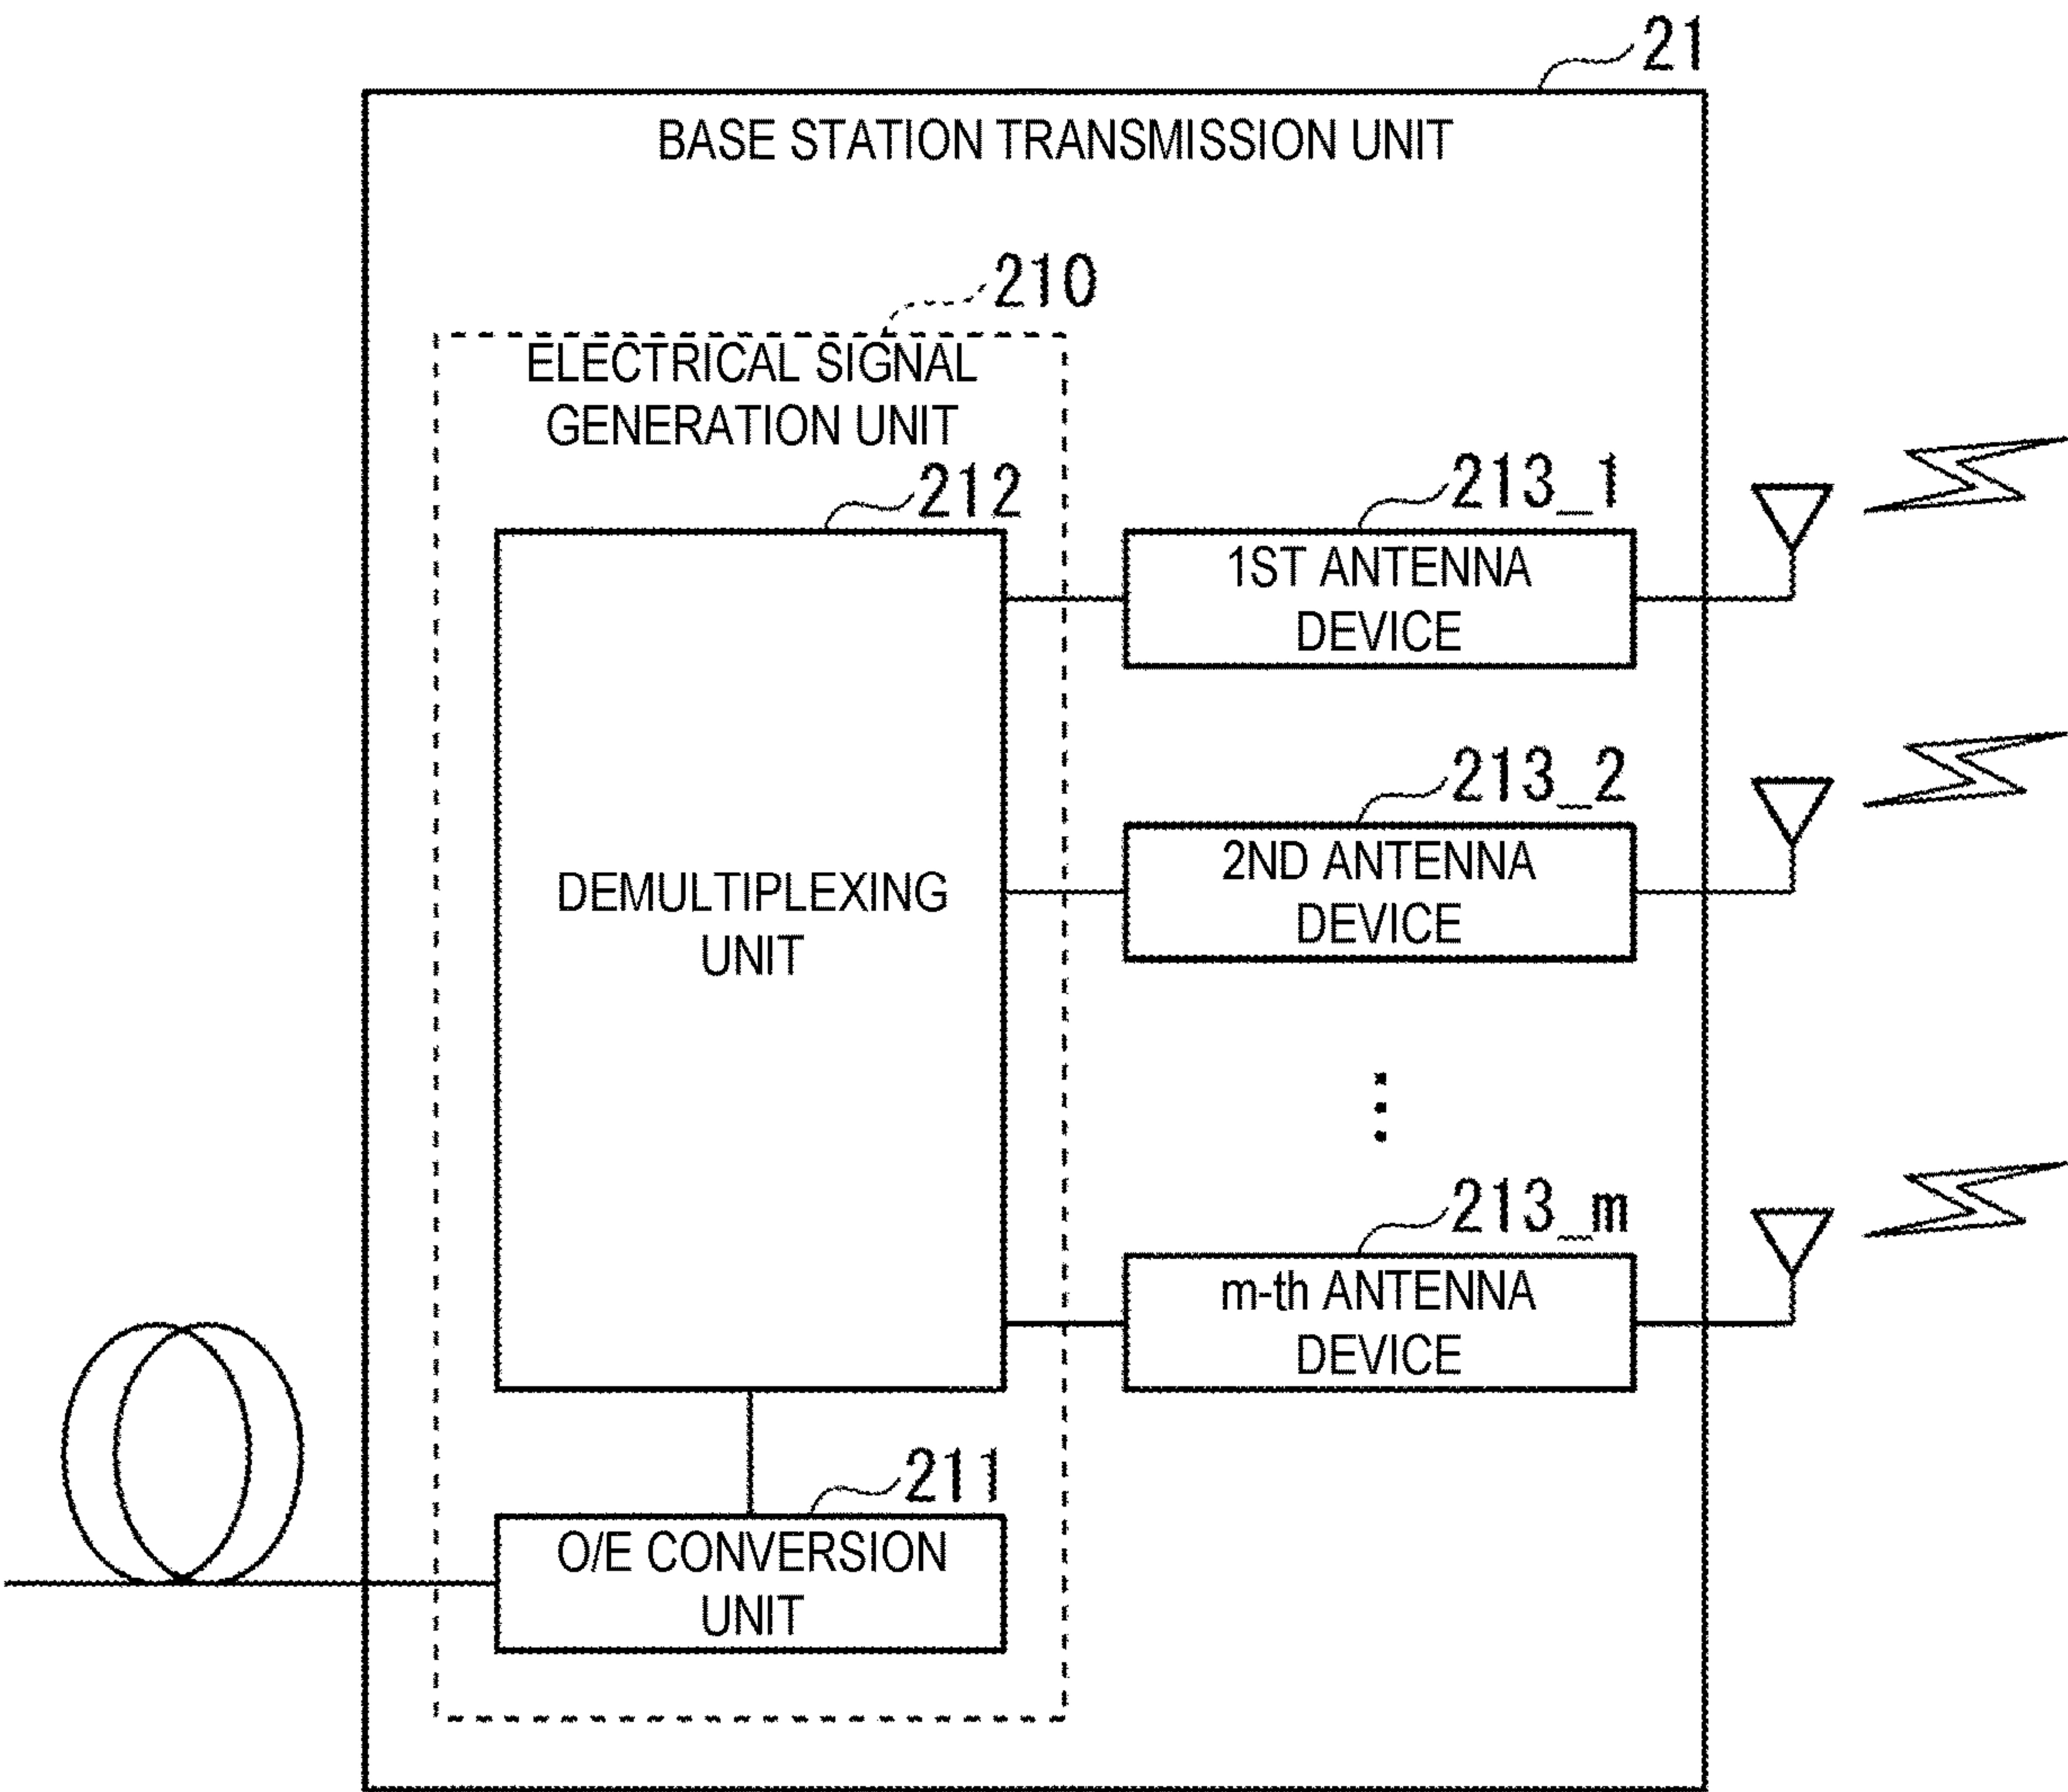 21
BASE STATION TRANSMISSION UNIT
210
ELECTRICAL SIGNAL
GENERATION UNIT
212
DEMULTIPLEXING
UNIT
213_1
1ST ANTENNA
DEVICE
213_2
2ND ANTENNA
DEVICE
213_m
m-th ANTENNA
DEVICE
211
O/E CONVERSION
UNIT